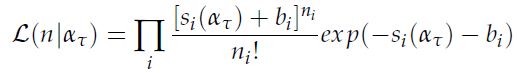 ℒ(n|α_τ) = ∏_i [s_i(α_τ) + b_i]^{n_i} / n_i! exp(−s_i(α_τ) − b_i)